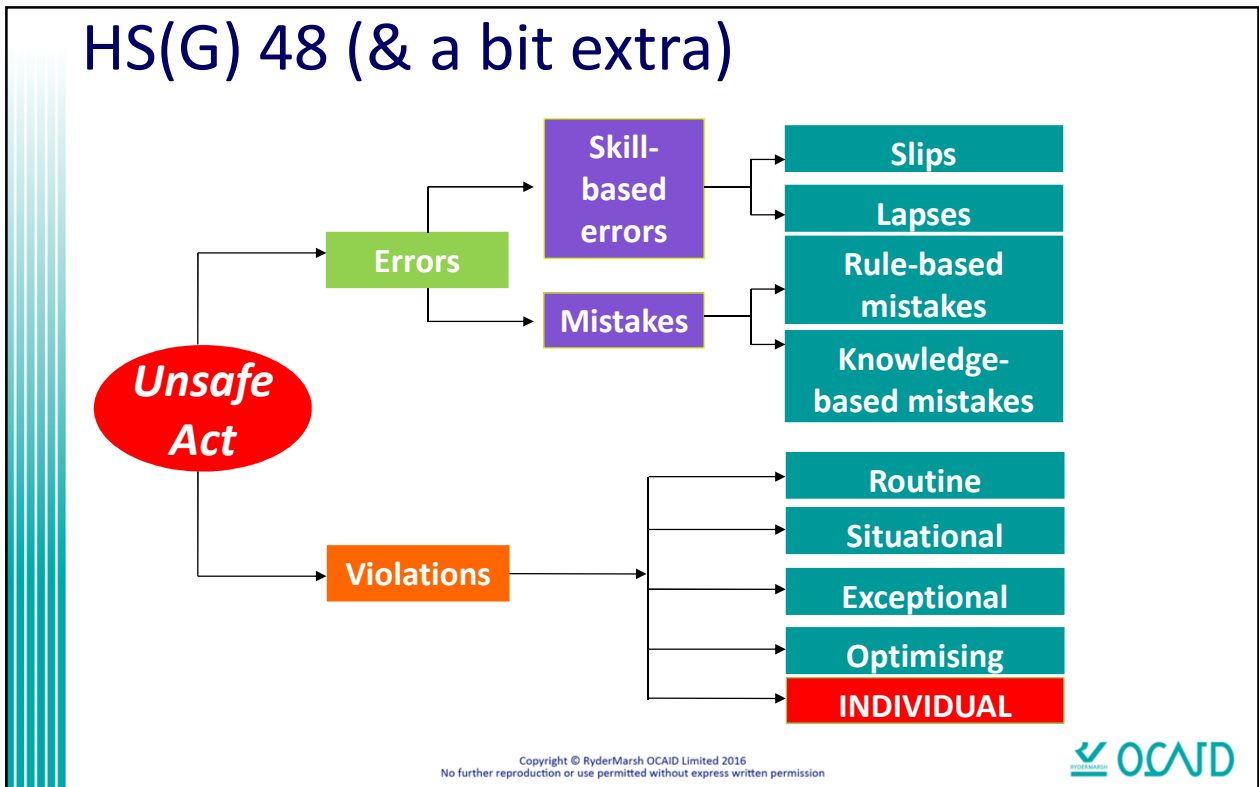 HS(G) 48 (& a bit extra)
Skill-
based
errors
Slips
Lapses
Errors
Rule-based
mistakes
Mistakes
Knowledge-
based mistakes
Unsafe
Act
Routine
Situational
Violations
Exceptional
Optimising
INDIVIDUAL
Copyright © RyderMarsh OCAID Limited 2016
No further reproduction or use permitted without express written permission
RYDERMARSH
OCAID